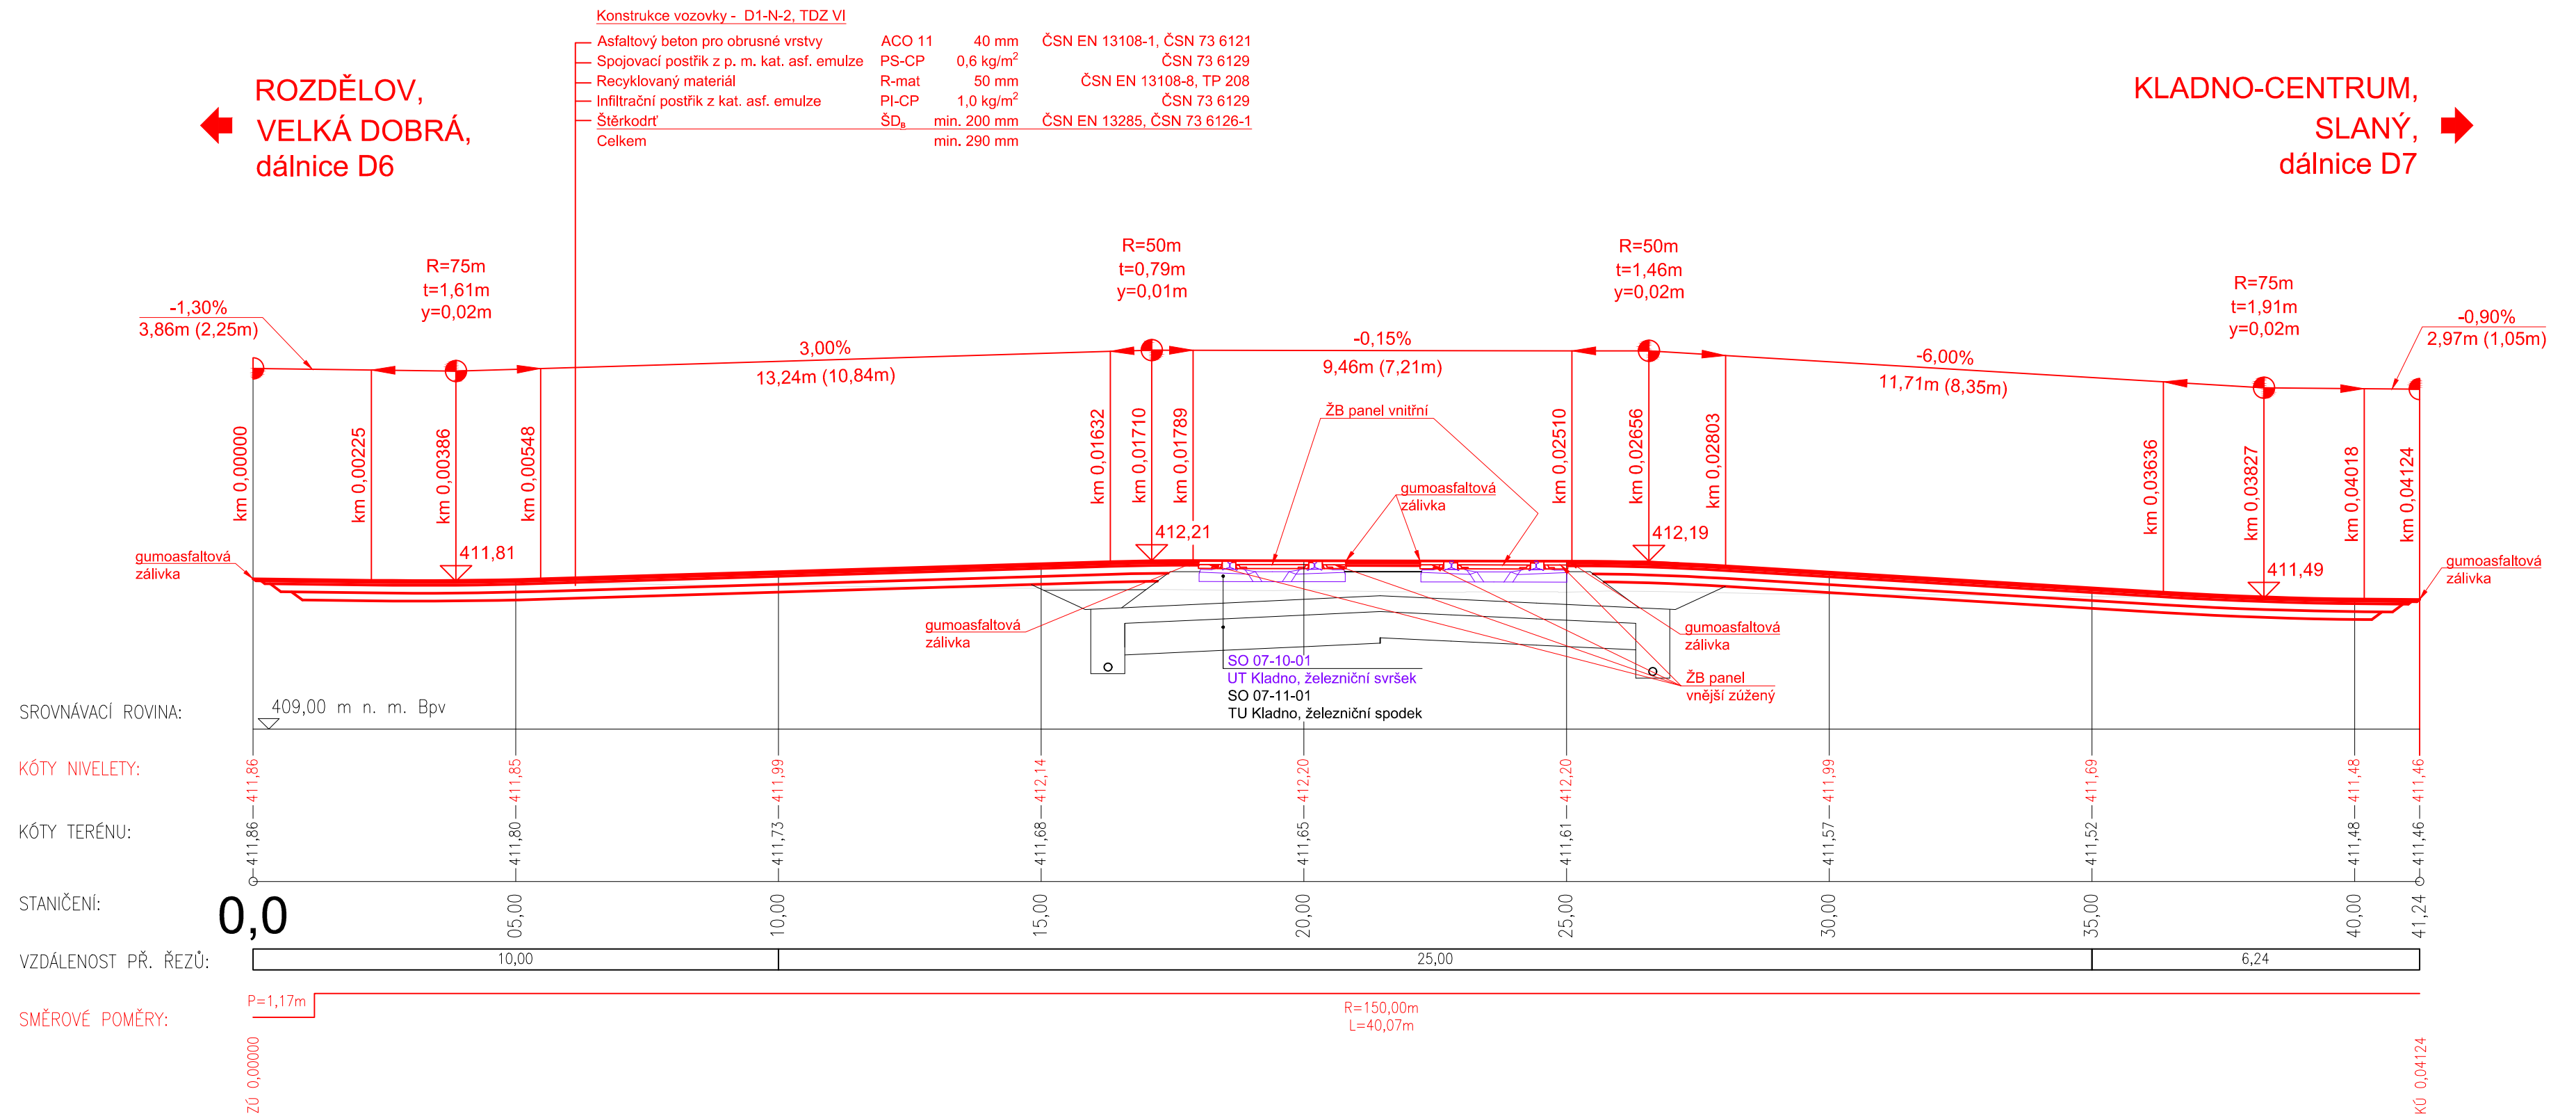 Konstrukce vozovky - D1-N-2, TDZ VI
Asfaltový beton pro obrusné vrstvy ACO 11 40 mm ČSN EN 13108-1, ČSN 73 6121
Spojovací postřik z p. m. kat. asf. emulze PS-CP 0,6 kg/m² ČSN 73 6129
Recyklovaný materiál R-mat 50 mm ČSN EN 13108-8, TP 208
Infiltrační postřik z kat. asf. emulze PI-CP 1,0 kg/m² ČSN 73 6129
Štěrkodrť ŠDB min. 200 mm ČSN EN 13285, ČSN 73 6126-1
Celkem min. 290 mm
ROZDĚLOV,
VELKÁ DOBRÁ,
dálnice D6
KLADNO-CENTRUM,
SLANÝ,
dálnice D7
-1,30%
3,86m (2,25m)
R=75m
t=1,61m
y=0,02m
3,00%
13,24m (10,84m)
R=50m
t=0,79m
y=0,01m
-0,15%
9,46m (7,21m)
R=50m
t=1,46m
y=0,02m
-6,00%
11,71m (8,35m)
R=75m
t=1,91m
y=0,02m
-0,90%
2,97m (1,05m)
km 0,00000
km 0,00225
km 0,00386
km 0,00548
km 0,01632
km 0,01710
km 0,01789
km 0,02510
km 0,02656
km 0,02803
km 0,03636
km 0,03827
km 0,04018
km 0,04124
411,81
412,21
412,19
411,49
ŽB panel vnitřní
gumoasfaltová
zálivka
gumoasfaltová
zálivka
gumoasfaltová
zálivka
gumoasfaltová
zálivka
gumoasfaltová
zálivka
ŽB panel
vnější zúžený
SO 07-10-01
UT Kladno, železniční svršek
SO 07-11-01
TU Kladno, železniční spodek
SROVNÁVACÍ ROVINA: 409,00 m n. m. Bpv
KÓTY NIVELETY: 411,86 411,85 411,99 412,14 412,20 412,20 411,99 411,69 411,48 411,46
KÓTY TERÉNU: 411,86 411,80 411,73 411,68 411,65 411,61 411,57 411,52 411,48 411,46
STANIČENÍ: 0,0 05,00 10,00 15,00 20,00 25,00 30,00 35,00 40,00 41,24
VZDÁLENOST PŘ. ŘEZŮ: 10,00 25,00 6,24
SMĚROVÉ POMĚRY: P=1,17m
R=150,00m
L=40,07m
ZÚ 0,00000
KÚ 0,04124